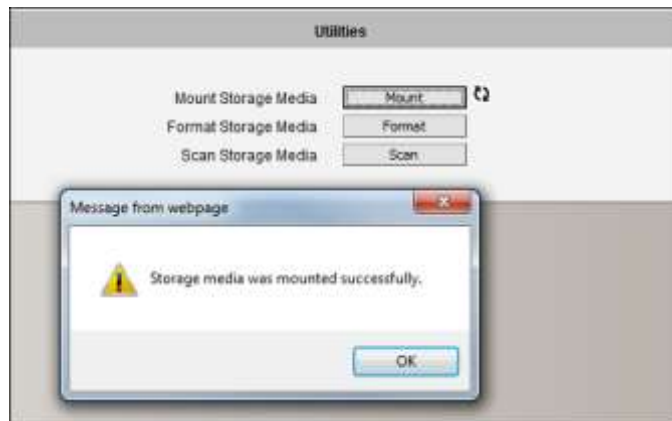 Utilities
Mount Storage Media Mount
Format Storage Media Format
Scan Storage Media Scan
Message from webpage
Storage media was mounted successfully.
OK